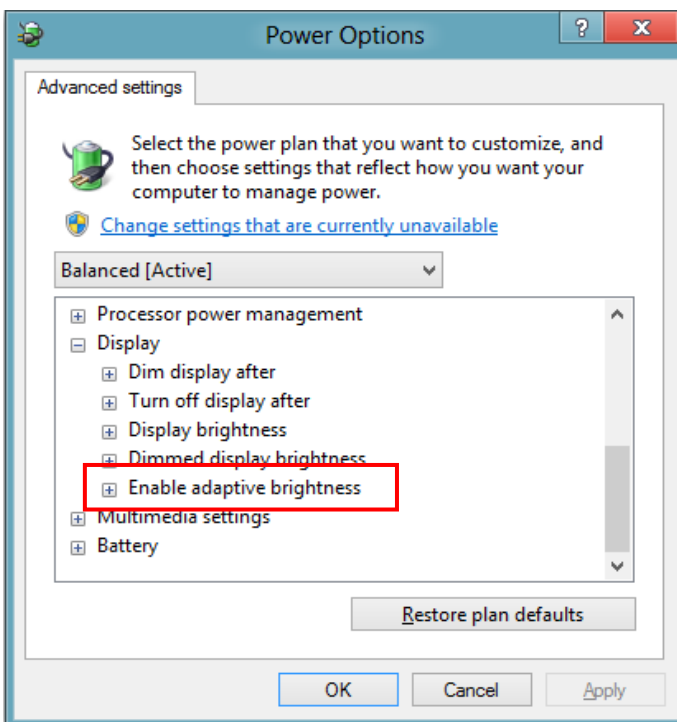 Power Options
?
x
Advanced settings
Select the power plan that you want to customize, and
then choose settings that reflect how you want your
computer to manage power.
Change settings that are currently unavailable
Balanced [Active]
Processor power management
Display
Dim display after
Turn off display after
Display brightness
Dimmed display brightness
Enable adaptive brightness
Multimedia settings
Battery
Restore plan defaults
OK Cancel Apply